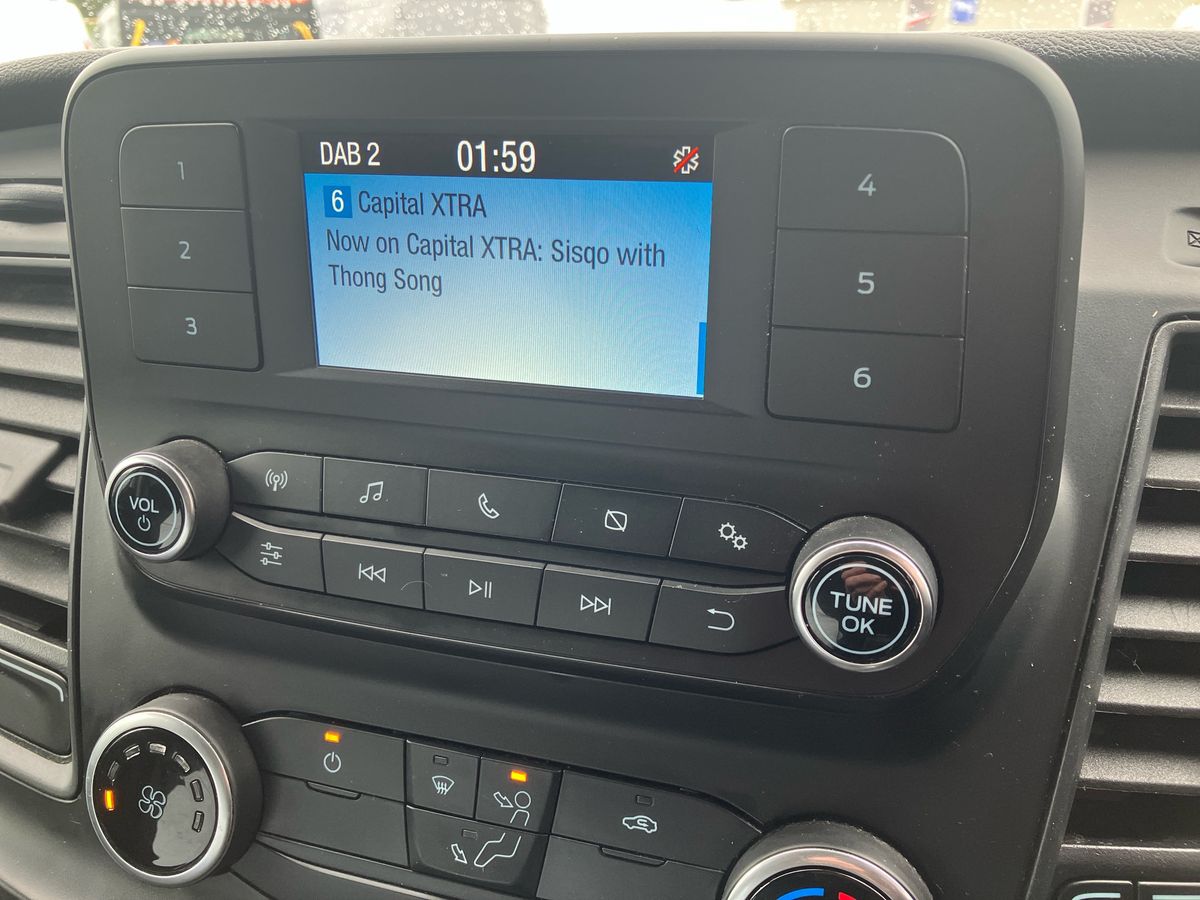 DAB 2 01:59
6 Capital XTRA
Now on Capital XTRA: Sisqo with
Thong Song
1
2
3
4
5
6
VOL
TUNE
OK